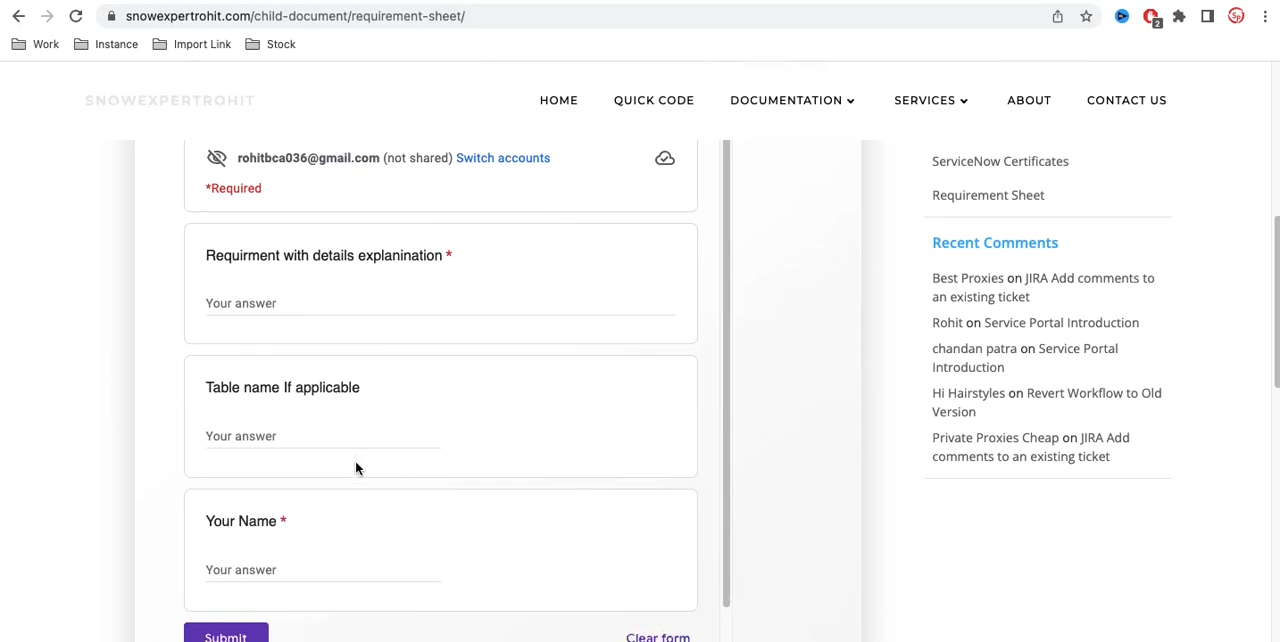 snowexpertrohit.com/child-document/requirement-sheet/
2
Sp
Work Instance Import Link Stock
SNOWEXPERTROHIT
HOME QUICK CODE DOCUMENTATION SERVICES ABOUT CONTACT US
rohitbca036@gmail.com (not shared) Switch accounts
*Required
Requirment with details explanination *
Your answer
Table name If applicable
Your answer
Your Name *
Your answer
Submit Clear form
ServiceNow Certificates
Requirement Sheet
Recent Comments
Best Proxies on JIRA Add comments to
an existing ticket
Rohit on Service Portal Introduction
chandan patra on Service Portal
Introduction
Hi Hairstyles on Revert Workflow to Old
Version
Private Proxies Cheap on JIRA Add
comments to an existing ticket